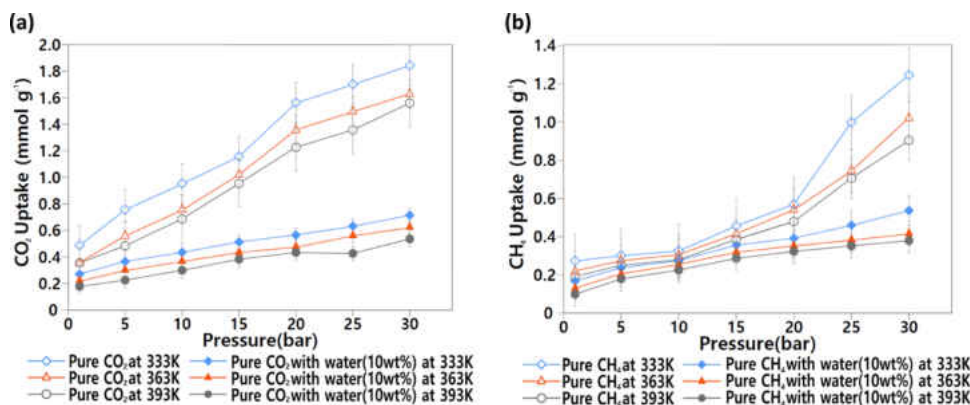 (a)
CO₂ Uptake (mmol g⁻¹)
2.0
1.8
1.6
1.4
1.2
1.0
0.8
0.6
0.4
0.2
0
0 5 10 15 20 25 30
Pressure(bar)
Pure CO₂ at 333K Pure CO₂ with water(10wt%) at 333K
Pure CO₂ at 363K Pure CO₂ with water(10wt%) at 363K
Pure CO₂ at 393K Pure CO₂ with water(10wt%) at 393K
(b)
CH₄ Uptake (mmol g⁻¹)
1.4
1.2
1.0
0.8
0.6
0.4
0.2
0
0 5 10 15 20 25 30
Pressure(bar)
Pure CH₄ at 333K Pure CH₄ with water(10wt%) at 333K
Pure CH₄ at 363K Pure CH₄ with water(10wt%) at 363K
Pure CH₄ at 393K Pure CH₄ with water(10wt%) at 393K